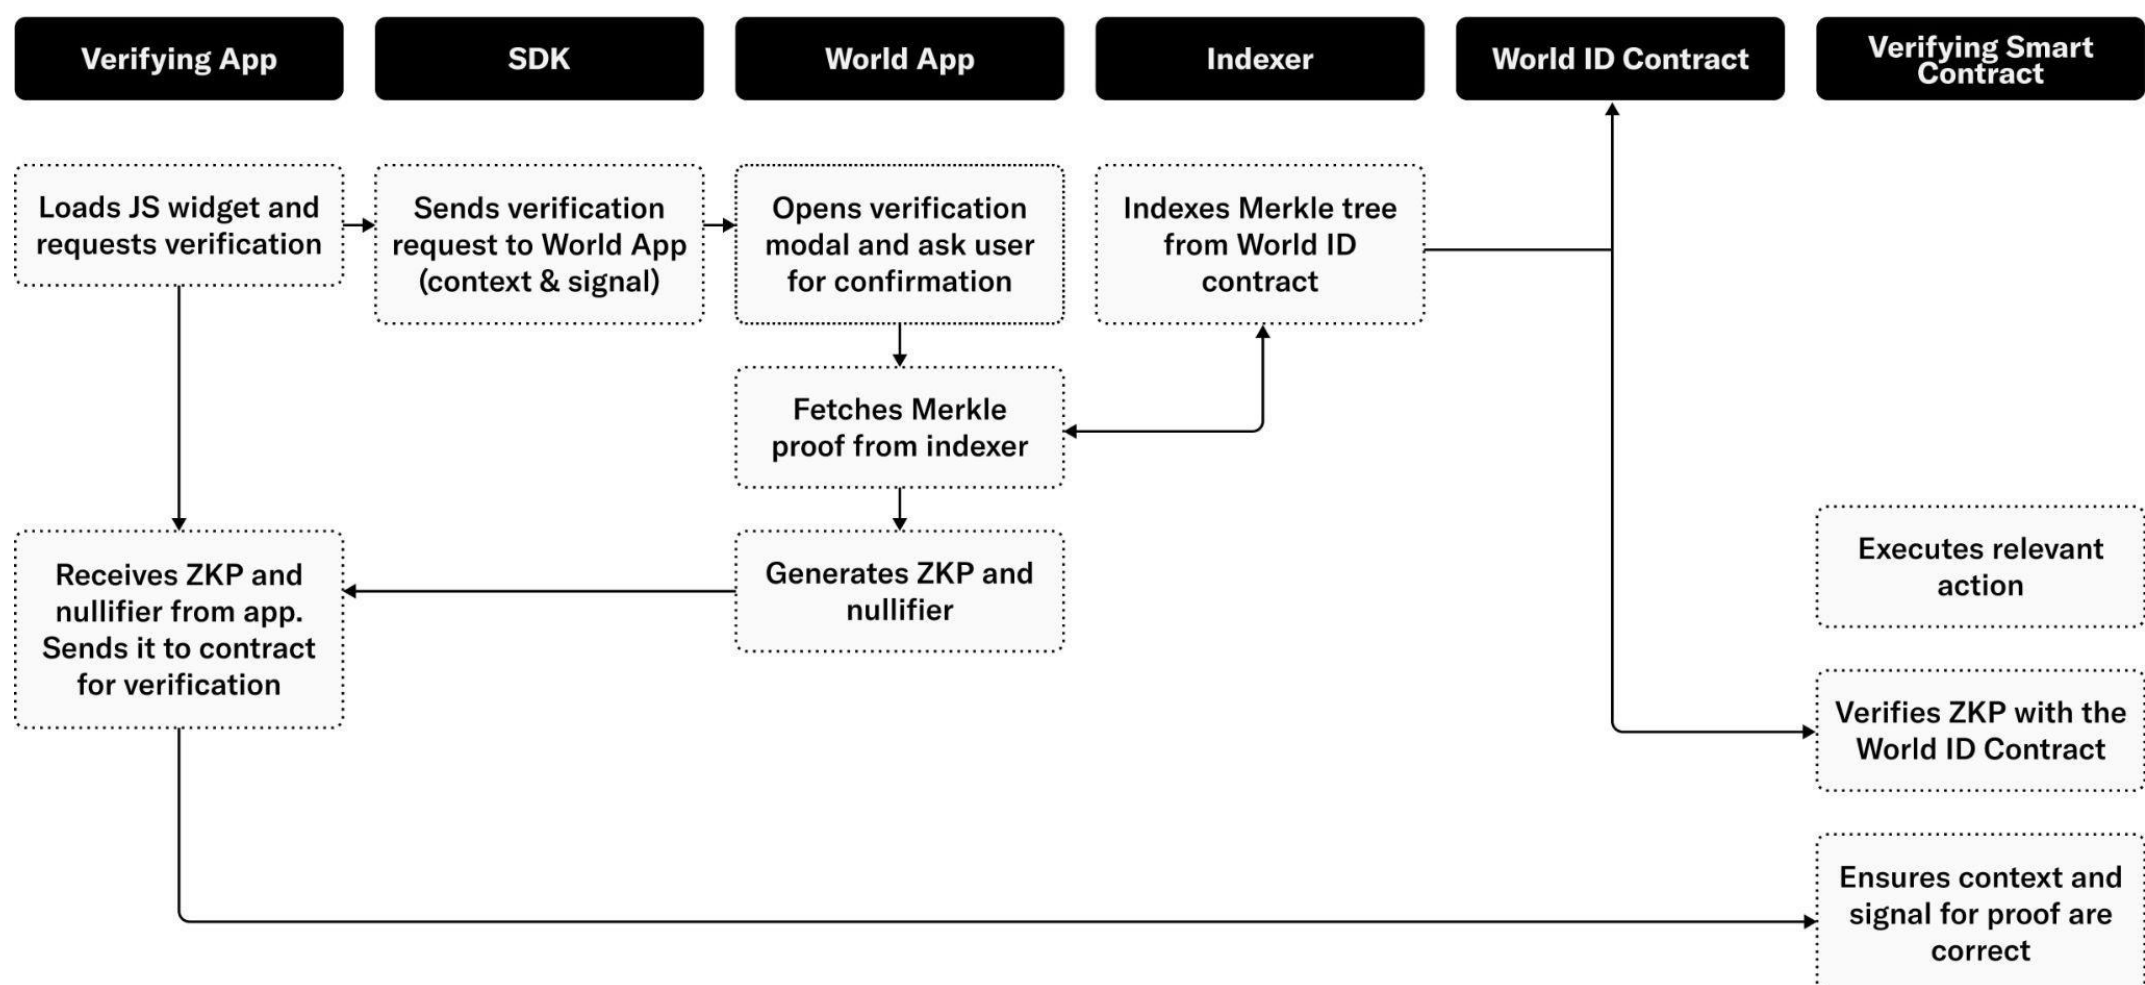 Verifying App
SDK
World App
Indexer
World ID Contract
Verifying Smart
Contract
Loads JS widget and
requests verification
Sends verification
request to World App
(context & signal)
Opens verification
modal and ask user
for confirmation
Indexes Merkle tree
from World ID
contract
Fetches Merkle
proof from indexer
Receives ZKP and
nullifier from app.
Sends it to contract
for verification
Generates ZKP and
nullifier
Executes relevant
action
Verifies ZKP with the
World ID Contract
Ensures context and
signal for proof are
correct